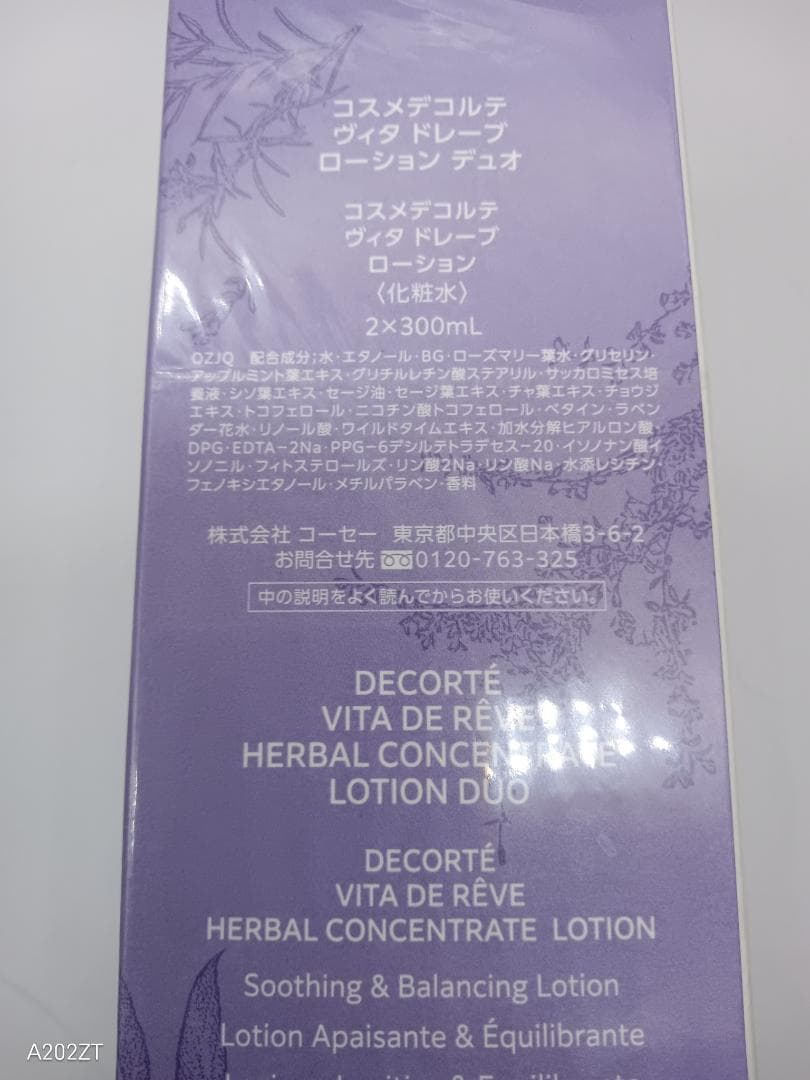 コスメデコルテ
ヴィタ ドレーブ
ローション デュオ
コスメデコルテ
ヴィタ ドレーブ
ローション
〈化粧水〉
2×300mL
OZJQ 配合成分;水・エタノール・BG・ローズマリー葉水・グリセリン・
アップルミント葉エキス・グリチルレチン酸ステアリル・サッカロミセス培
養液・シソ葉エキス・セージ油・セージ葉エキス・チャ葉エキス・チョウジ
エキス・トコフェロール・ニコチン酸トコフェロール・ベタイン・ラベン
ダー花水・リノール酸・ワイルドタイムエキス・加水分解ヒアルロン酸・
DPG・EDTA−2Na・PPG−6デシルテトラデセス−20・イソノナン酸イ
ソノニル・フィトステロールズ・リン酸2Na・リン酸Na・水添レシチン・
フェノキシエタノール・メチルパラベン・香料
株式会社 コーセー 東京都中央区日本橋3-6-2
お問合せ先 0120-763-325
中の説明をよく読んでからお使いください。
DECORTÉ
VITA DE RÊVE
HERBAL CONCENTRATE
LOTION DUO
DECORTÉ
VITA DE RÊVE
HERBAL CONCENTRATE LOTION
Soothing & Balancing Lotion
Lotion Apaisante & Équilibrante
A202ZT